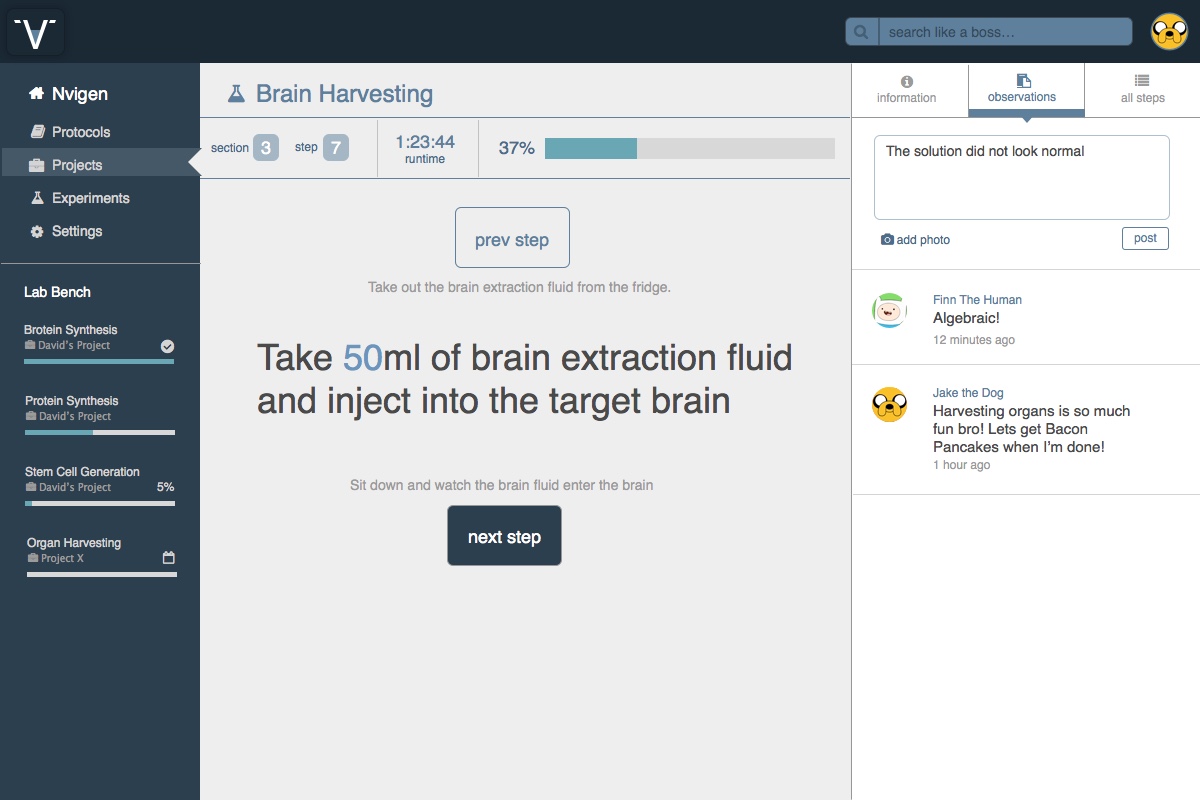 V
search like a boss...
Nvigen
Protocols
Projects
Experiments
Settings
Lab Bench
Brotein Synthesis
David's Project
Protein Synthesis
David's Project
Stem Cell Generation
David's Project 5%
Organ Harvesting
Project X
Brain Harvesting
section 3 step 7
1:23:44
runtime
37%
prev step
Take out the brain extraction fluid from the fridge.
Take 50ml of brain extraction fluid
and inject into the target brain
Sit down and watch the brain fluid enter the brain
next step
information
observations
all steps
The solution did not look normal
add photo
post
Finn The Human
Algebraic!
12 minutes ago
Jake the Dog
Harvesting organs is so much
fun bro! Lets get Bacon
Pancakes when I'm done!
1 hour ago